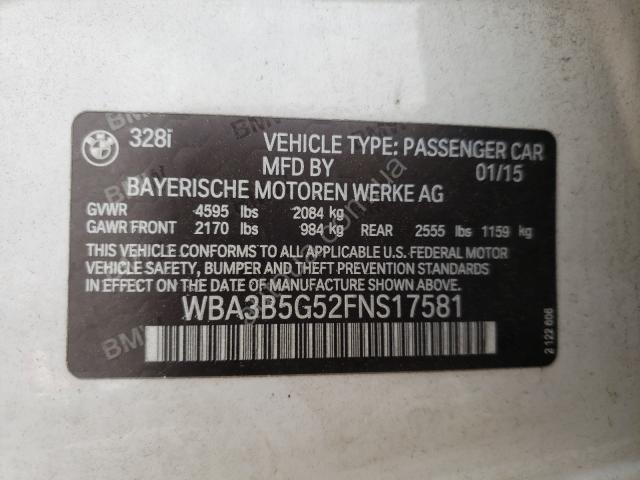 328i VEHICLE TYPE: PASSENGER CAR
MFD BY 01/15
BAYERISCHE MOTOREN WERKE AG
GVWR 4595 lbs 2084 kg
GAWR FRONT 2170 lbs 984 kg REAR 2555 lbs 1159 kg
THIS VEHICLE CONFORMS TO ALL APPLICABLE U.S. FEDERAL MOTOR
VEHICLE SAFETY, BUMPER AND THEFT PREVENTION STANDARDS IN EFFECT
ON THE DATE OF MANUFACTURE SHOWN ABOVE.
WBA3B5G52FNS17581
2 122 606
BMW